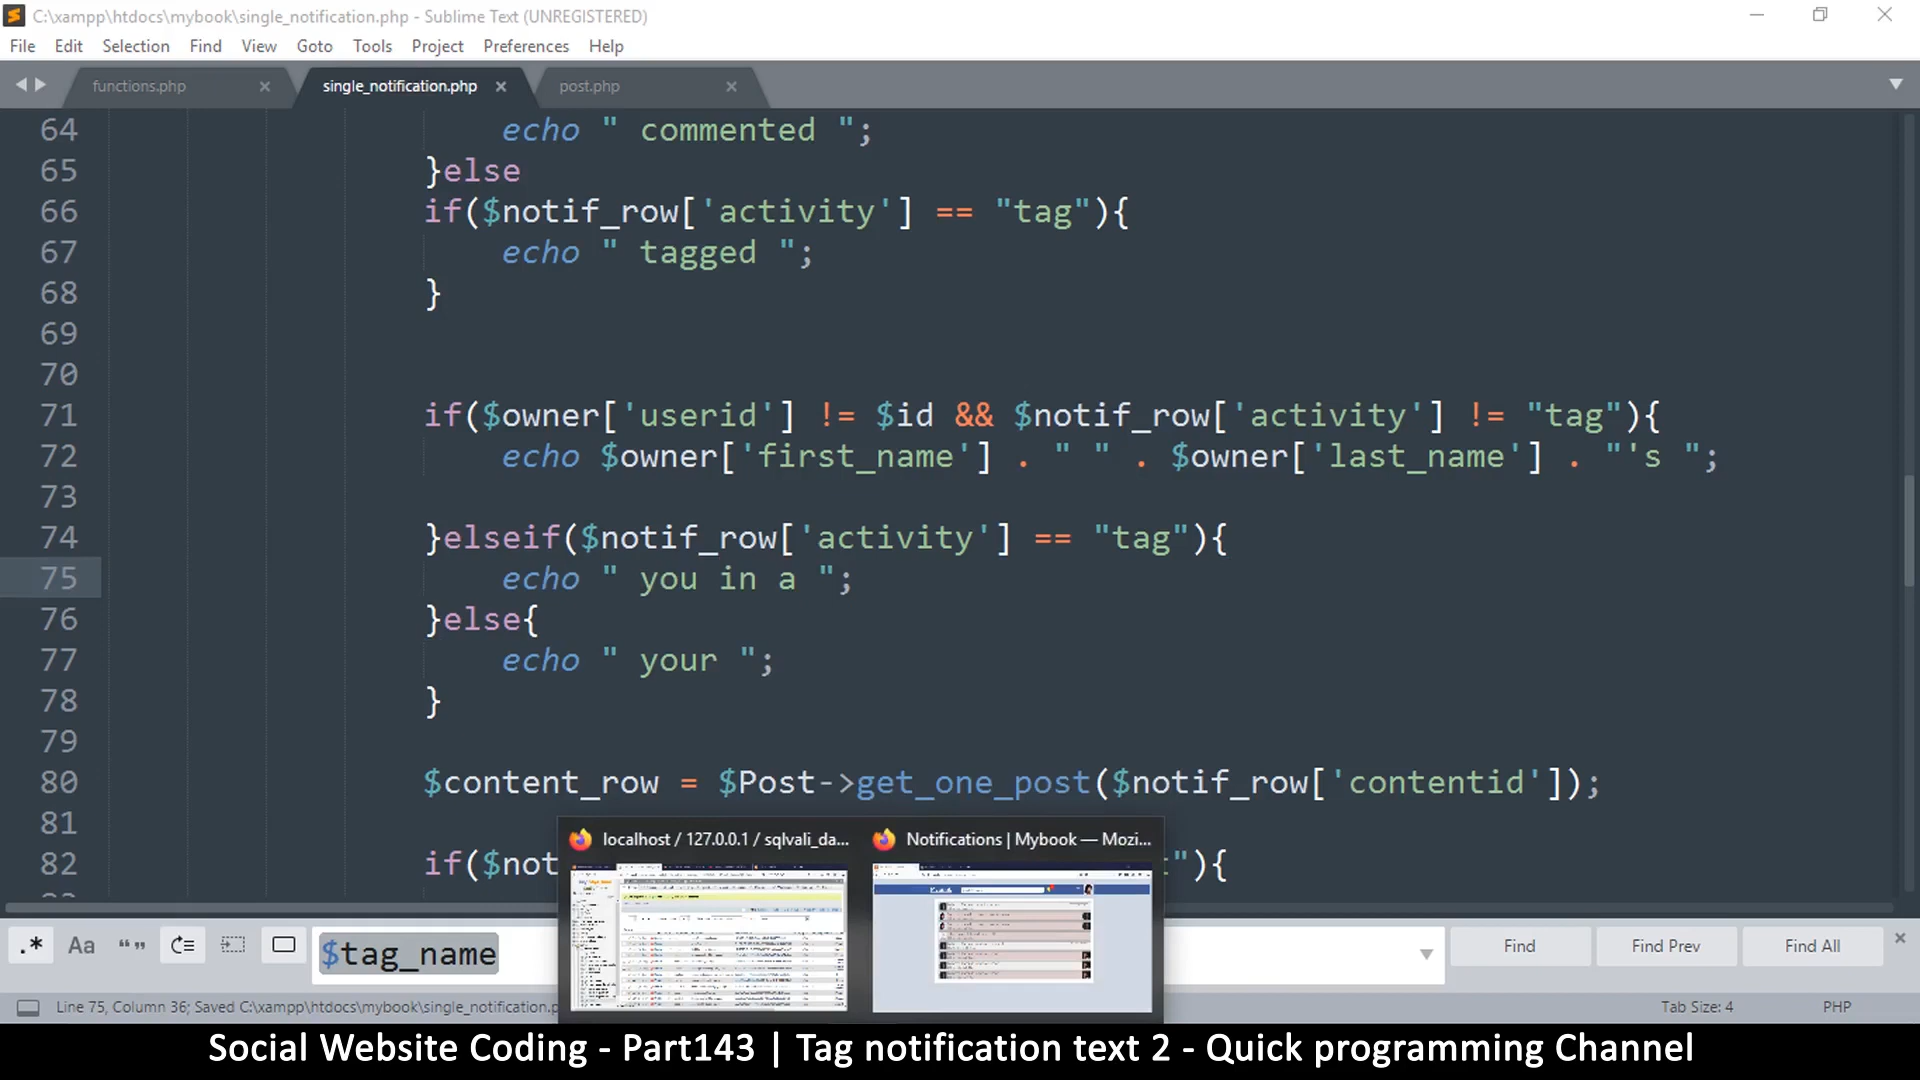 C:\xampp\htdocs\mybook\single_notification.php - Sublime Text (UNREGISTERED)
File Edit Selection Find View Goto Tools Project Preferences Help
functions.php single_notification.php post.php
64 echo " commented ";
65 }else
66 if($notif_row['activity'] == "tag"){
67 echo " tagged ";
68 }
69
70
71 if($owner['userid'] != $id && $notif_row['activity'] != "tag"){
72 echo $owner['first_name'] . " " . $owner['last_name'] . "'s ";
73
74 }elseif($notif_row['activity'] == "tag"){
75 echo " you in a ";
76 }else{
77 echo " your ";
78 }
79
80 $content_row = $Post->get_one_post($notif_row['contentid']);
81
82 if($not t"){
localhost / 127.0.0.1 / sqlvali_da... Notifications | Mybook — Mozi...
.* Aa “ ” $tag_name Find Find Prev Find All
Line 75, Column 36; Saved C:\xampp\htdocs\mybook\single_notification.p Tab Size: 4 PHP
Social Website Coding - Part143 | Tag notification text 2 - Quick programming Channel